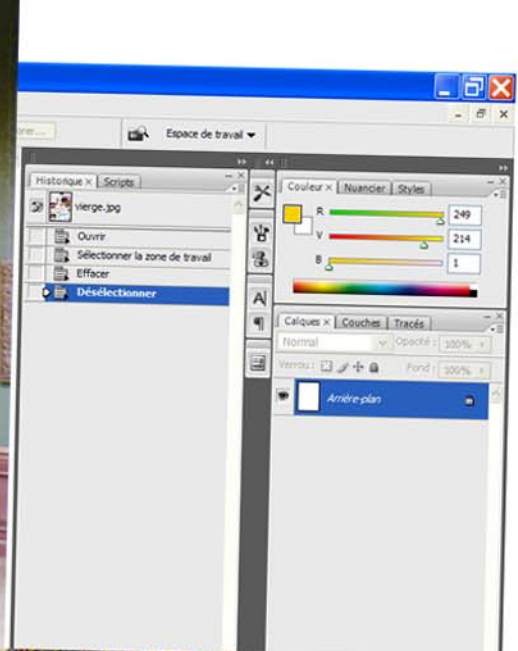 Espace de travail
Historique x Scripts
vierge.jpg
Ouvrir
Sélectionner la zone de travail
Effacer
Désélectionner
Couleur x Nuancier Styles
R 249
V 214
B 1
Calques x Couches Tracés
Normal Opacité : 100%
Verrou : Fond : 100%
Arrière-plan